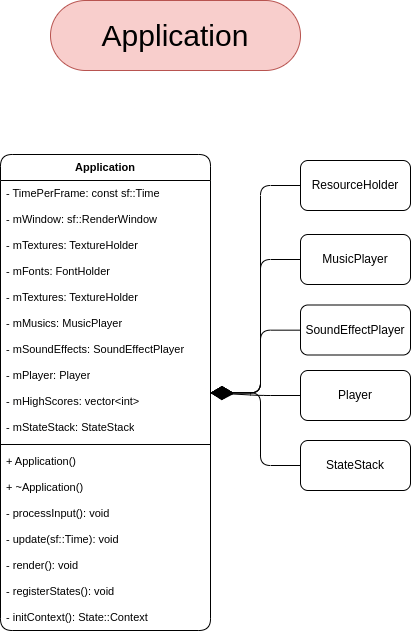 Application
Application
- TimePerFrame: const sf::Time
- mWindow: sf::RenderWindow
- mTextures: TextureHolder
- mFonts: FontHolder
- mTextures: TextureHolder
- mMusics: MusicPlayer
- mSoundEffects: SoundEffectPlayer
- mPlayer: Player
- mHighScores: vector<int>
- mStateStack: StateStack
+ Application()
+ ~Application()
- processInput(): void
- update(sf::Time): void
- render(): void
- registerStates(): void
- initContext(): State::Context
ResourceHolder
MusicPlayer
SoundEffectPlayer
Player
StateStack